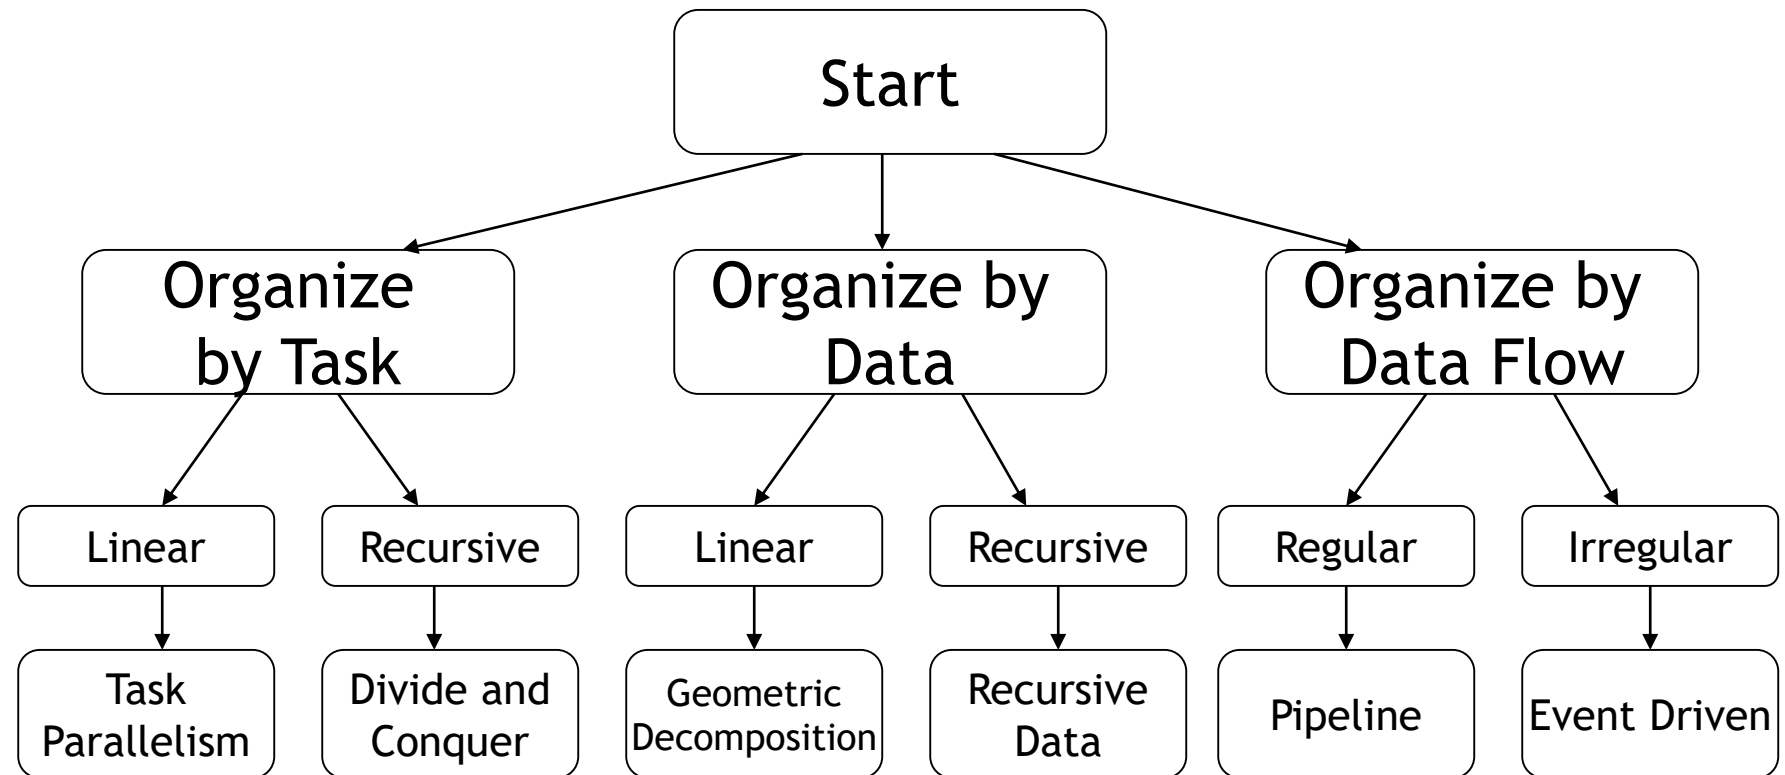 Start
Organize
by Task
Organize by
Data
Organize by
Data Flow
Linear
Recursive
Linear
Recursive
Regular
Irregular
Task
Parallelism
Divide and
Conquer
Geometric
Decomposition
Recursive
Data
Pipeline
Event Driven